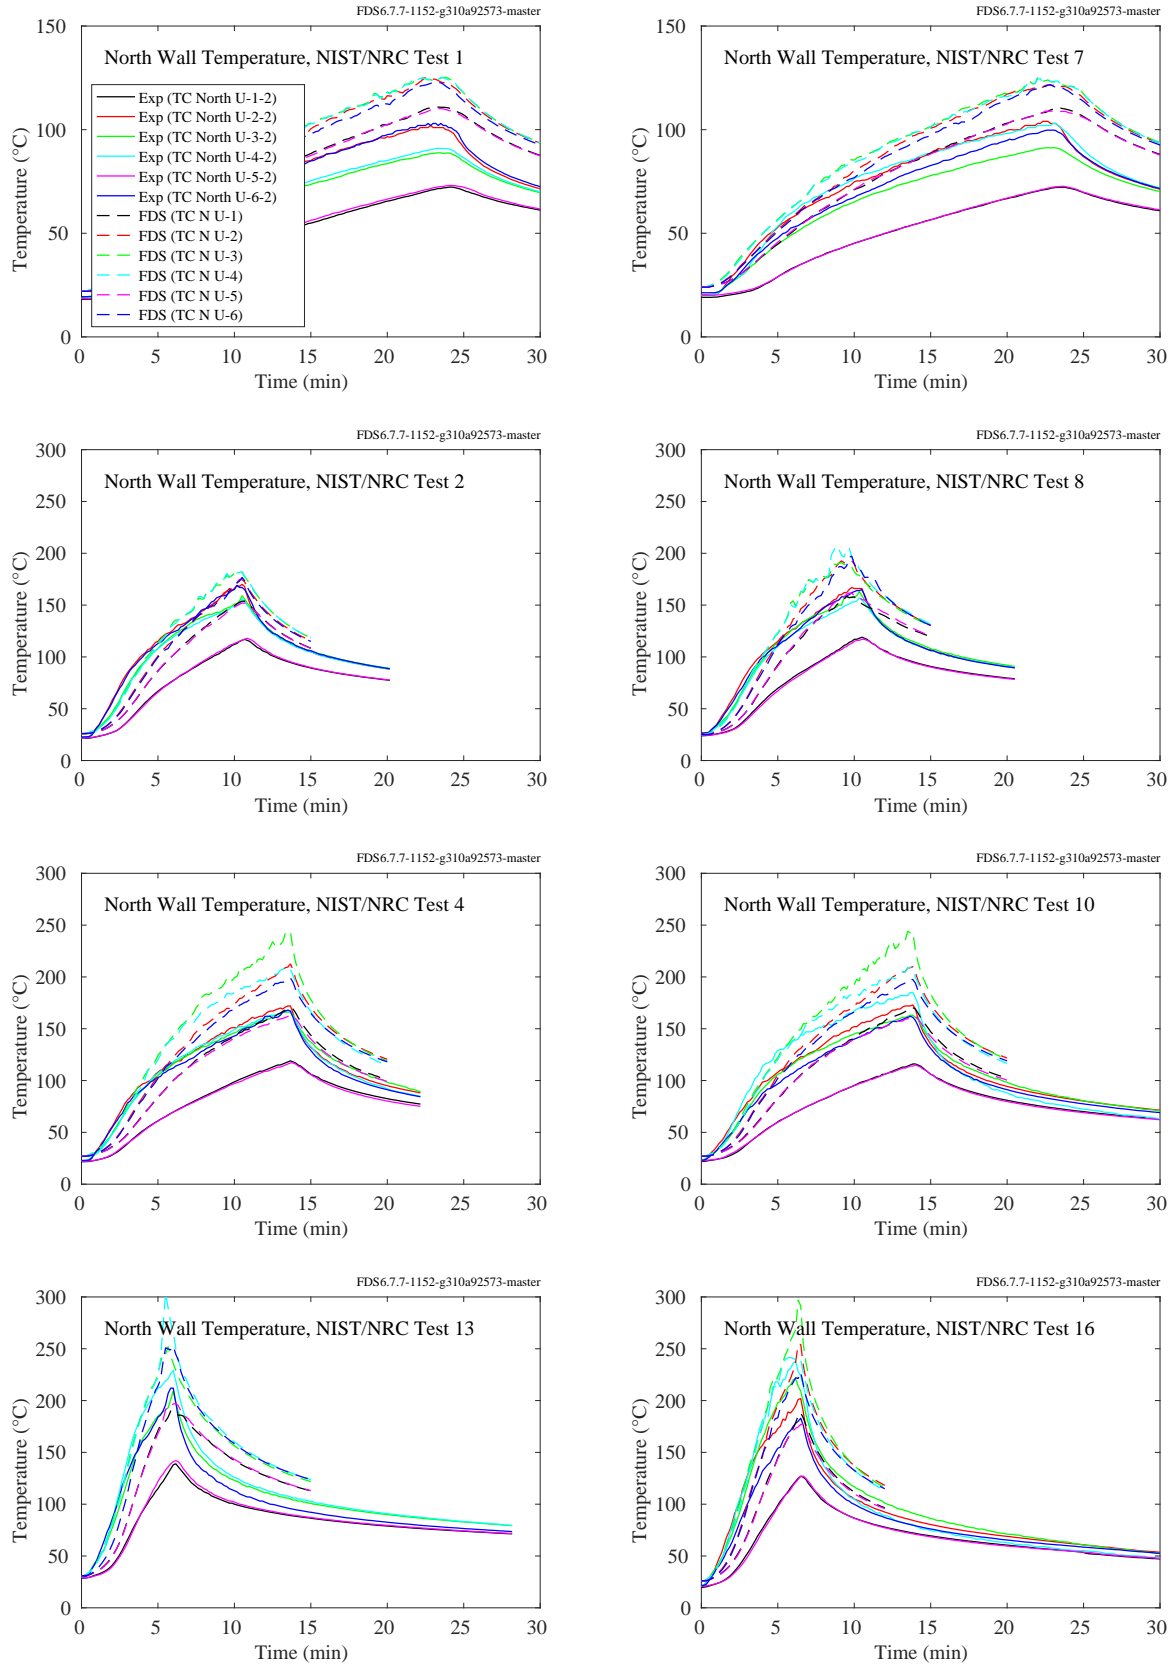 FDS6.7.7-1152-g310a92573-master
North Wall Temperature, NIST/NRC Test 1
Exp (TC North U-1-2)
Exp (TC North U-2-2)
Exp (TC North U-3-2)
Exp (TC North U-4-2)
Exp (TC North U-5-2)
Exp (TC North U-6-2)
FDS (TC N U-1)
FDS (TC N U-2)
FDS (TC N U-3)
FDS (TC N U-4)
FDS (TC N U-5)
FDS (TC N U-6)
Temperature (°C)
150
100
50
0
0 5 10 15 20 25 30
Time (min)
FDS6.7.7-1152-g310a92573-master
North Wall Temperature, NIST/NRC Test 7
Temperature (°C)
150
100
50
0
0 5 10 15 20 25 30
Time (min)
FDS6.7.7-1152-g310a92573-master
North Wall Temperature, NIST/NRC Test 2
Temperature (°C)
300
250
200
150
100
50
0
0 5 10 15 20 25 30
Time (min)
FDS6.7.7-1152-g310a92573-master
North Wall Temperature, NIST/NRC Test 8
Temperature (°C)
300
250
200
150
100
50
0
0 5 10 15 20 25 30
Time (min)
FDS6.7.7-1152-g310a92573-master
North Wall Temperature, NIST/NRC Test 4
Temperature (°C)
300
250
200
150
100
50
0
0 5 10 15 20 25 30
Time (min)
FDS6.7.7-1152-g310a92573-master
North Wall Temperature, NIST/NRC Test 10
Temperature (°C)
300
250
200
150
100
50
0
0 5 10 15 20 25 30
Time (min)
FDS6.7.7-1152-g310a92573-master
North Wall Temperature, NIST/NRC Test 13
Temperature (°C)
300
250
200
150
100
50
0
0 5 10 15 20 25 30
Time (min)
FDS6.7.7-1152-g310a92573-master
North Wall Temperature, NIST/NRC Test 16
Temperature (°C)
300
250
200
150
100
50
0
0 5 10 15 20 25 30
Time (min)